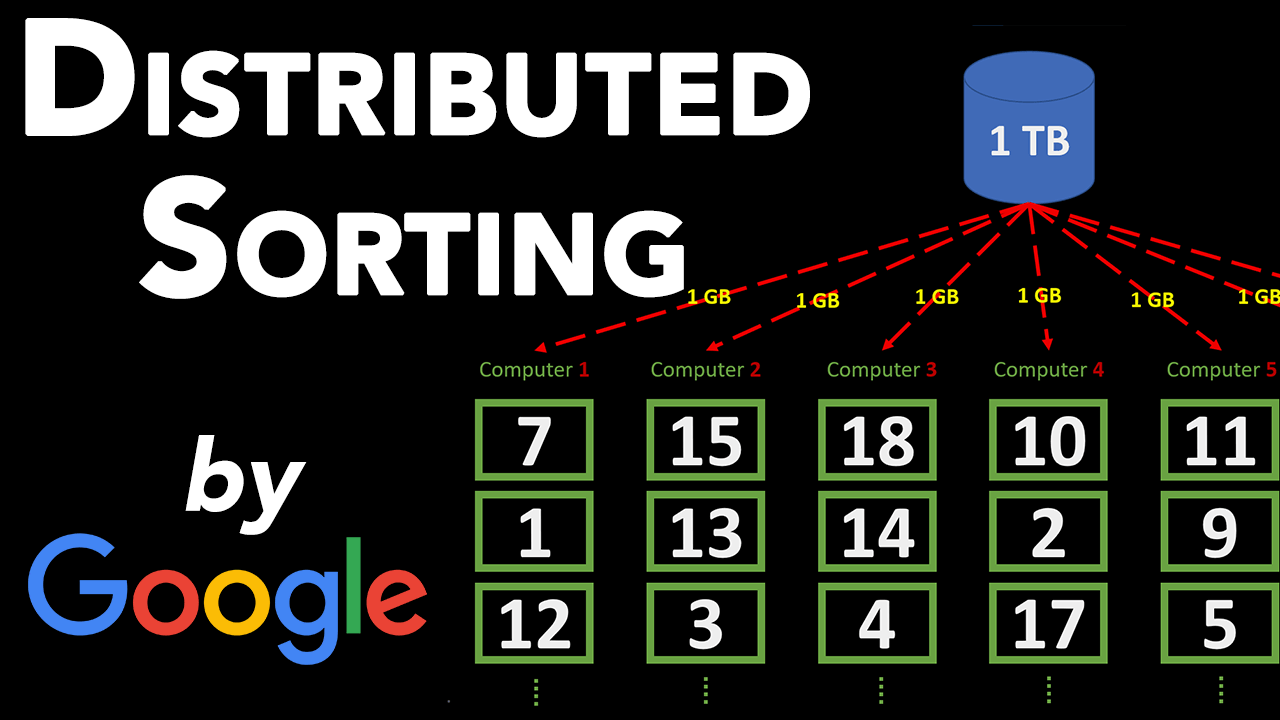 DISTRIBUTED
SORTING
by
Google
1 TB
1 GB 1 GB 1 GB 1 GB 1 GB 1 GB
Computer 1 Computer 2 Computer 3 Computer 4 Computer 5
7 15 18 10 11
1 13 14 2 9
12 3 4 17 5